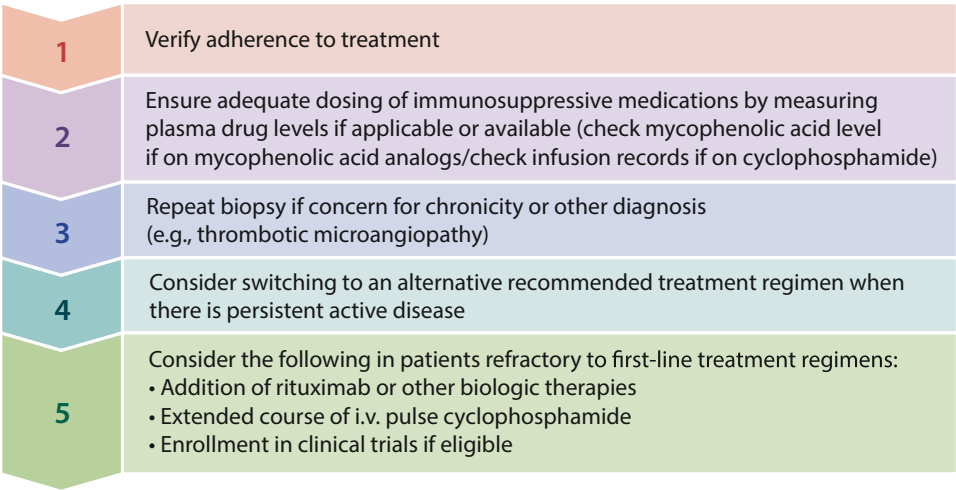 1
Verify adherence to treatment
2
Ensure adequate dosing of immunosuppressive medications by measuring
plasma drug levels if applicable or available (check mycophenolic acid level
if on mycophenolic acid analogs/check infusion records if on cyclophosphamide)
3
Repeat biopsy if concern for chronicity or other diagnosis
(e.g., thrombotic microangiopathy)
4
Consider switching to an alternative recommended treatment regimen when
there is persistent active disease
5
Consider the following in patients refractory to first-line treatment regimens:
• Addition of rituximab or other biologic therapies
• Extended course of i.v. pulse cyclophosphamide
• Enrollment in clinical trials if eligible